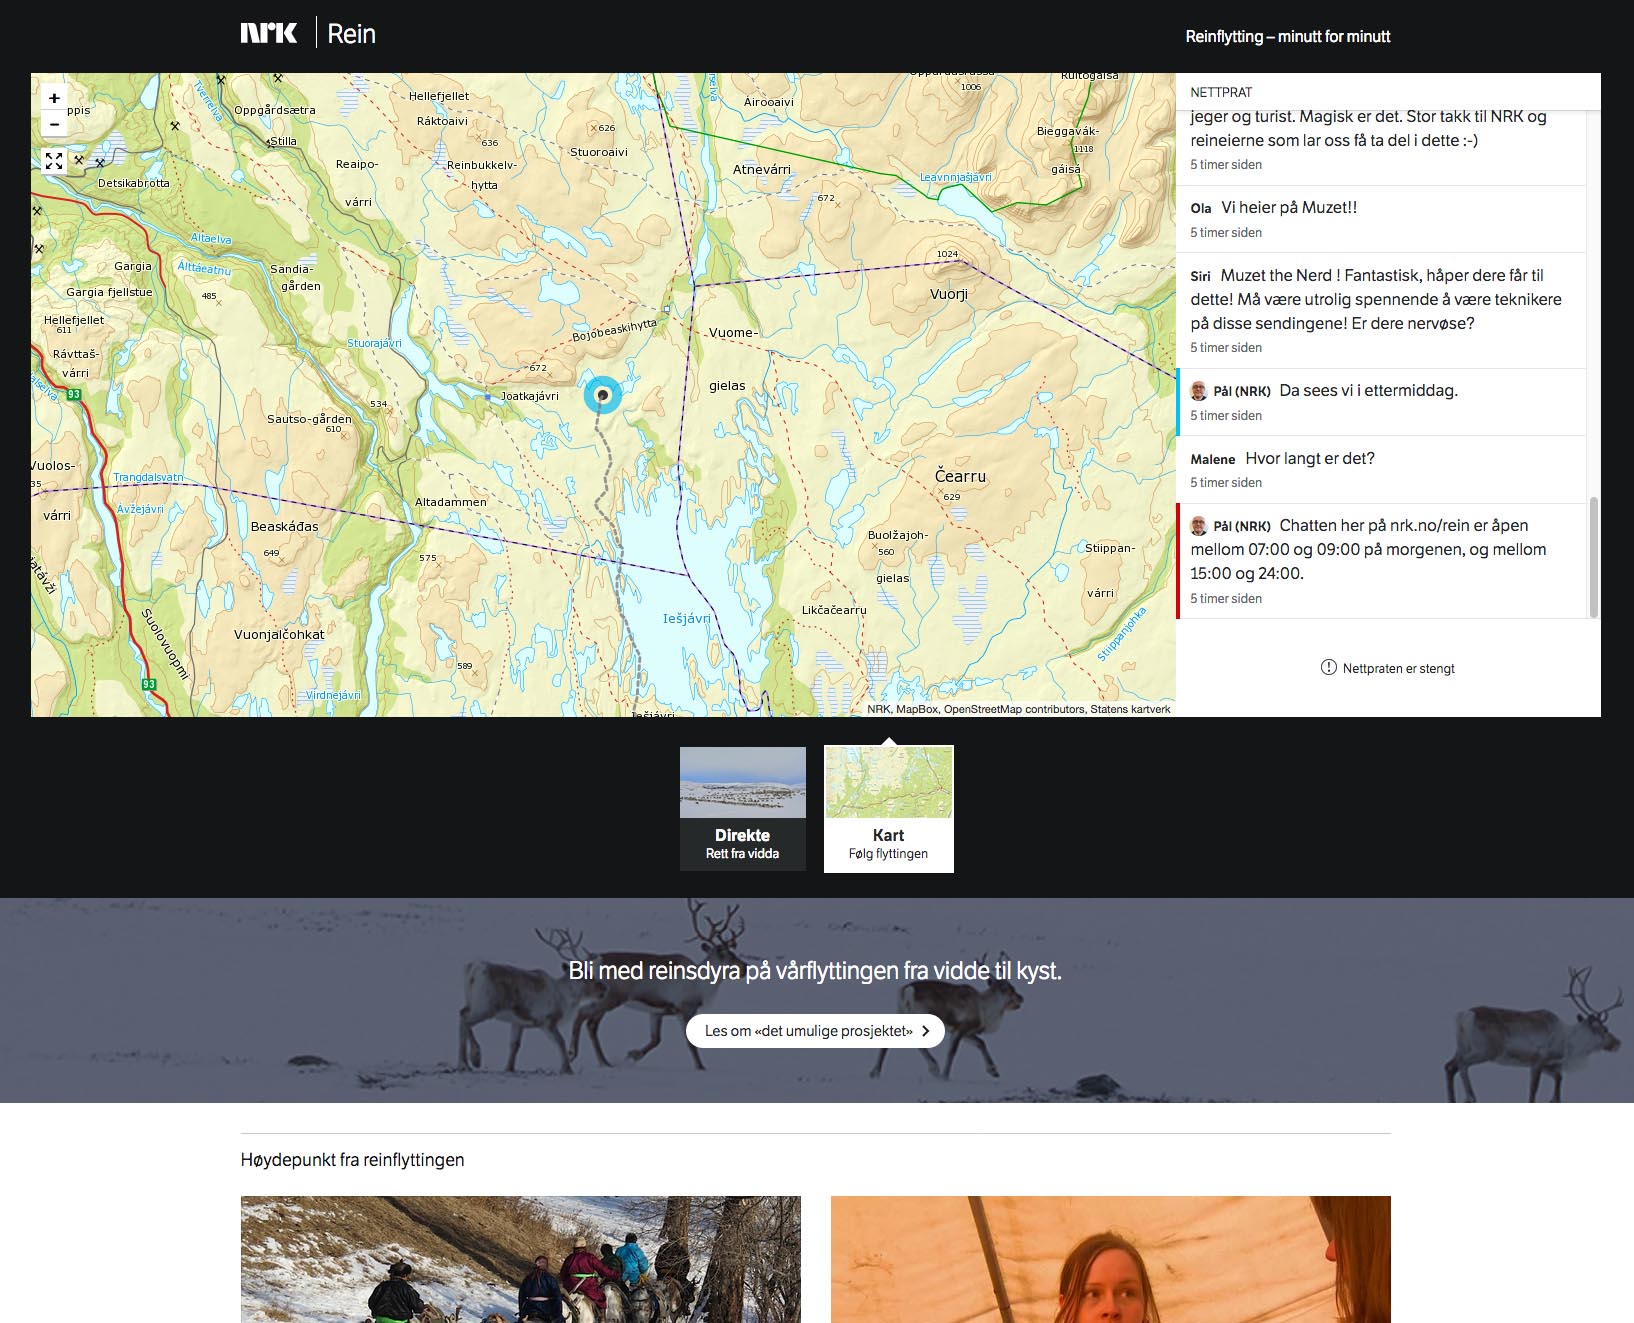 NRK Rein
Reinflytting – minutt for minutt
+
−
Oppgårdsætra
Stilla
Detsikabrotta
Tverrelva
Reaipo-
várri
Hellefjellet
Ráktoaivi
636
Reinbukkelv-
hytta
626
Stuoroaivi
Áirooaivi
Atnevárri
672
1006
Bieggavák-
1118
gáisá
Leavnnjašjávri
Altaelva
Álttáeatnu
Gargia
Gargia fjellstue
485
Sandia-
gården
Hellefjellet
611
Rávttaš-
várri
93
Stuorajávri
Bojobeaskihytta
672
Joatkajávri
534
Sautso-gården
610
Vuome-
gielas
1024
Vuorji
Čearru
629
Vuolos-
35
várri
Trangdalsvatn
Ávžejávri
Beaskáđas
649
Altadammen
575
Buolžajoh-
560
gielas
Likčačearru
Stiippan-
várri
Stiippanjohka
Iešjávri
Suolovuopmi
93
Vuonjalčohkat
589
Virdnejávri
Iešjávri
NRK, MapBox, OpenStreetMap contributors, Statens kartverk
NETTPRAT
jeger og turist. Magisk er det. Stor takk til NRK og
reineierne som lar oss få ta del i dette :-)
5 timer siden
Ola Vi heier på Muzet!!
5 timer siden
Siri Muzet the Nerd ! Fantastisk, håper dere får til
dette! Må være utrolig spennende å være teknikere
på disse sendingene! Er dere nervøse?
5 timer siden
Pål (NRK) Da sees vi i ettermiddag.
5 timer siden
Malene Hvor langt er det?
5 timer siden
Pål (NRK) Chatten her på nrk.no/rein er åpen
mellom 07:00 og 09:00 på morgenen, og mellom
15:00 og 24:00.
5 timer siden
Nettpraten er stengt
Direkte
Rett fra vidda
Kart
Følg flyttingen
Bli med reinsdyra på vårflyttingen fra vidde til kyst.
Les om «det umulige prosjektet»
Høydepunkt fra reinflyttingen